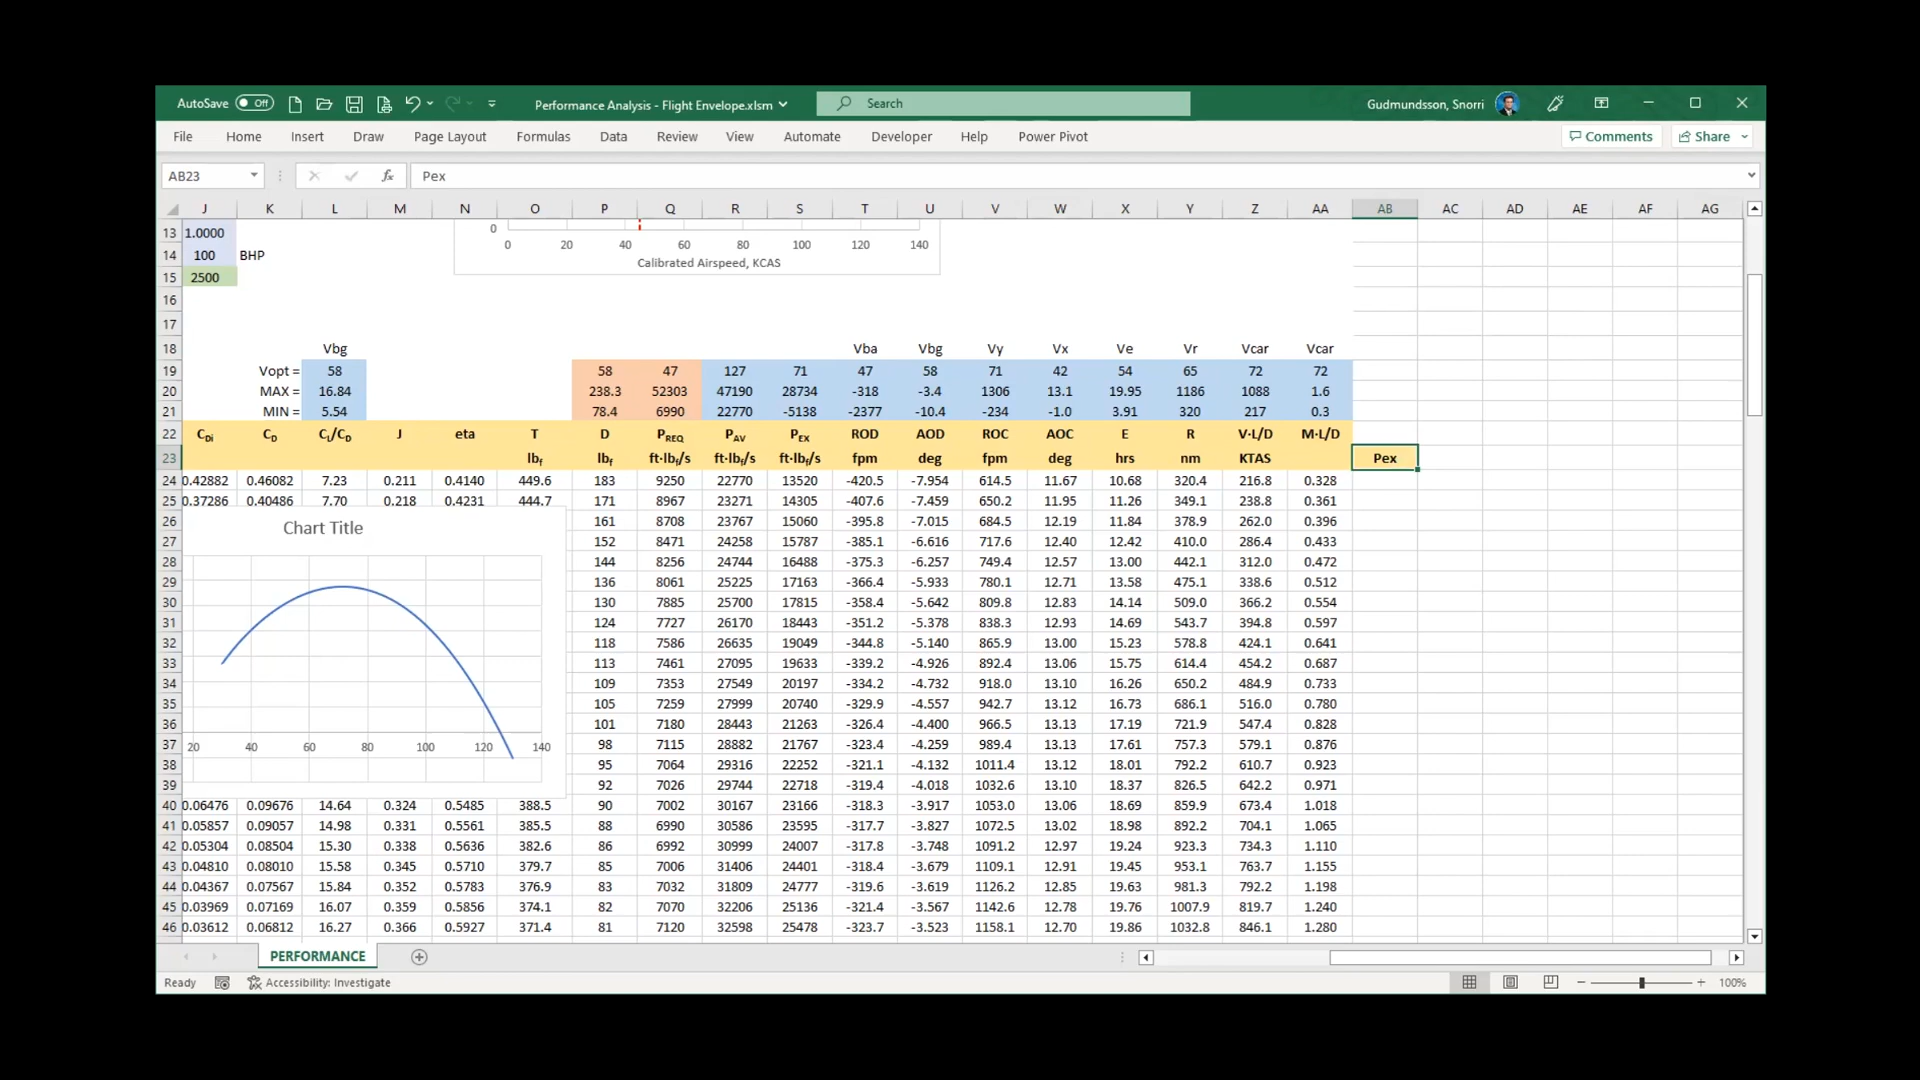 AutoSave Off Performance Analysis - Flight Envelope.xlsm Search Gudmundsson, Snorri
File Home Insert Draw Page Layout Formulas Data Review View Automate Developer Help Power Pivot Comments Share
AB23 fx Pex
J K L M N O P Q R S T U V W X Y Z AA AB AC AD AE AF AG
0
13 1.0000 0 20 40 60 80 100 120 140
14 100 BHP Calibrated Airspeed, KCAS
15 2500
16
17
18 Vbg Vba Vbg Vy Vx Ve Vr Vcar Vcar
19 Vopt = 58 58 47 127 71 47 58 71 42 54 65 72 72
20 MAX = 16.84 238.3 52303 47190 28734 -318 -3.4 1306 13.1 19.95 1186 1088 1.6
21 MIN = 5.54 78.4 6990 22770 -5138 -2377 -10.4 -234 -1.0 3.91 320 217 0.3
22 CDi CD CL/CD J eta T D PREQ PAV PEX ROD AOD ROC AOC E R V·L/D M·L/D
23 lbf lbf ft·lbf/s ft·lbf/s ft·lbf/s fpm deg fpm deg hrs nm KTAS Pex
24 0.42882 0.46082 7.23 0.211 0.4140 449.6 183 9250 22770 13520 -420.5 -7.954 614.5 11.67 10.68 320.4 216.8 0.328
25 0.37286 0.40486 7.70 0.218 0.4231 444.7 171 8967 23271 14305 -407.6 -7.459 650.2 11.95 11.26 349.1 238.8 0.361
26 Chart Title 161 8708 23767 15060 -395.8 -7.015 684.5 12.19 11.84 378.9 262.0 0.396
27 152 8471 24258 15787 -385.1 -6.616 717.6 12.40 12.42 410.0 286.4 0.433
28 144 8256 24744 16488 -375.3 -6.257 749.4 12.57 13.00 442.1 312.0 0.472
29 136 8061 25225 17163 -366.4 -5.933 780.1 12.71 13.58 475.1 338.6 0.512
30 130 7885 25700 17815 -358.4 -5.642 809.8 12.83 14.14 509.0 366.2 0.554
31 124 7727 26170 18443 -351.2 -5.378 838.3 12.93 14.69 543.7 394.8 0.597
32 118 7586 26635 19049 -344.8 -5.140 865.9 13.00 15.23 578.8 424.1 0.641
33 113 7461 27095 19633 -339.2 -4.926 892.4 13.06 15.75 614.4 454.2 0.687
34 109 7353 27549 20197 -334.2 -4.732 918.0 13.10 16.26 650.2 484.9 0.733
35 105 7259 27999 20740 -329.9 -4.557 942.7 13.12 16.73 686.1 516.0 0.780
36 101 7180 28443 21263 -326.4 -4.400 966.5 13.13 17.19 721.9 547.4 0.828
37 20 40 60 80 100 120 140 98 7115 28882 21767 -323.4 -4.259 989.4 13.13 17.61 757.3 579.1 0.876
38 95 7064 29316 22252 -321.1 -4.132 1011.4 13.12 18.01 792.2 610.7 0.923
39 92 7026 29744 22718 -319.4 -4.018 1032.6 13.10 18.37 826.5 642.2 0.971
40 0.06476 0.09676 14.64 0.324 0.5485 388.5 90 7002 30167 23166 -318.3 -3.917 1053.0 13.06 18.69 859.9 673.4 1.018
41 0.05857 0.09057 14.98 0.331 0.5561 385.5 88 6990 30586 23595 -317.7 -3.827 1072.5 13.02 18.98 892.2 704.1 1.065
42 0.05304 0.08504 15.30 0.338 0.5636 382.6 86 6992 30999 24007 -317.8 -3.748 1091.2 12.97 19.24 923.3 734.3 1.110
43 0.04810 0.08010 15.58 0.345 0.5710 379.7 85 7006 31406 24401 -318.4 -3.679 1109.1 12.91 19.45 953.1 763.7 1.155
44 0.04367 0.07567 15.84 0.352 0.5783 376.9 83 7032 31809 24777 -319.6 -3.619 1126.2 12.85 19.63 981.3 792.2 1.198
45 0.03969 0.07169 16.07 0.359 0.5856 374.1 82 7070 32206 25136 -321.4 -3.567 1142.6 12.78 19.76 1007.9 819.7 1.240
46 0.03612 0.06812 16.27 0.366 0.5927 371.4 81 7120 32598 25478 -323.7 -3.523 1158.1 12.70 19.86 1032.8 846.1 1.280
PERFORMANCE
Ready Accessibility: Investigate 100%